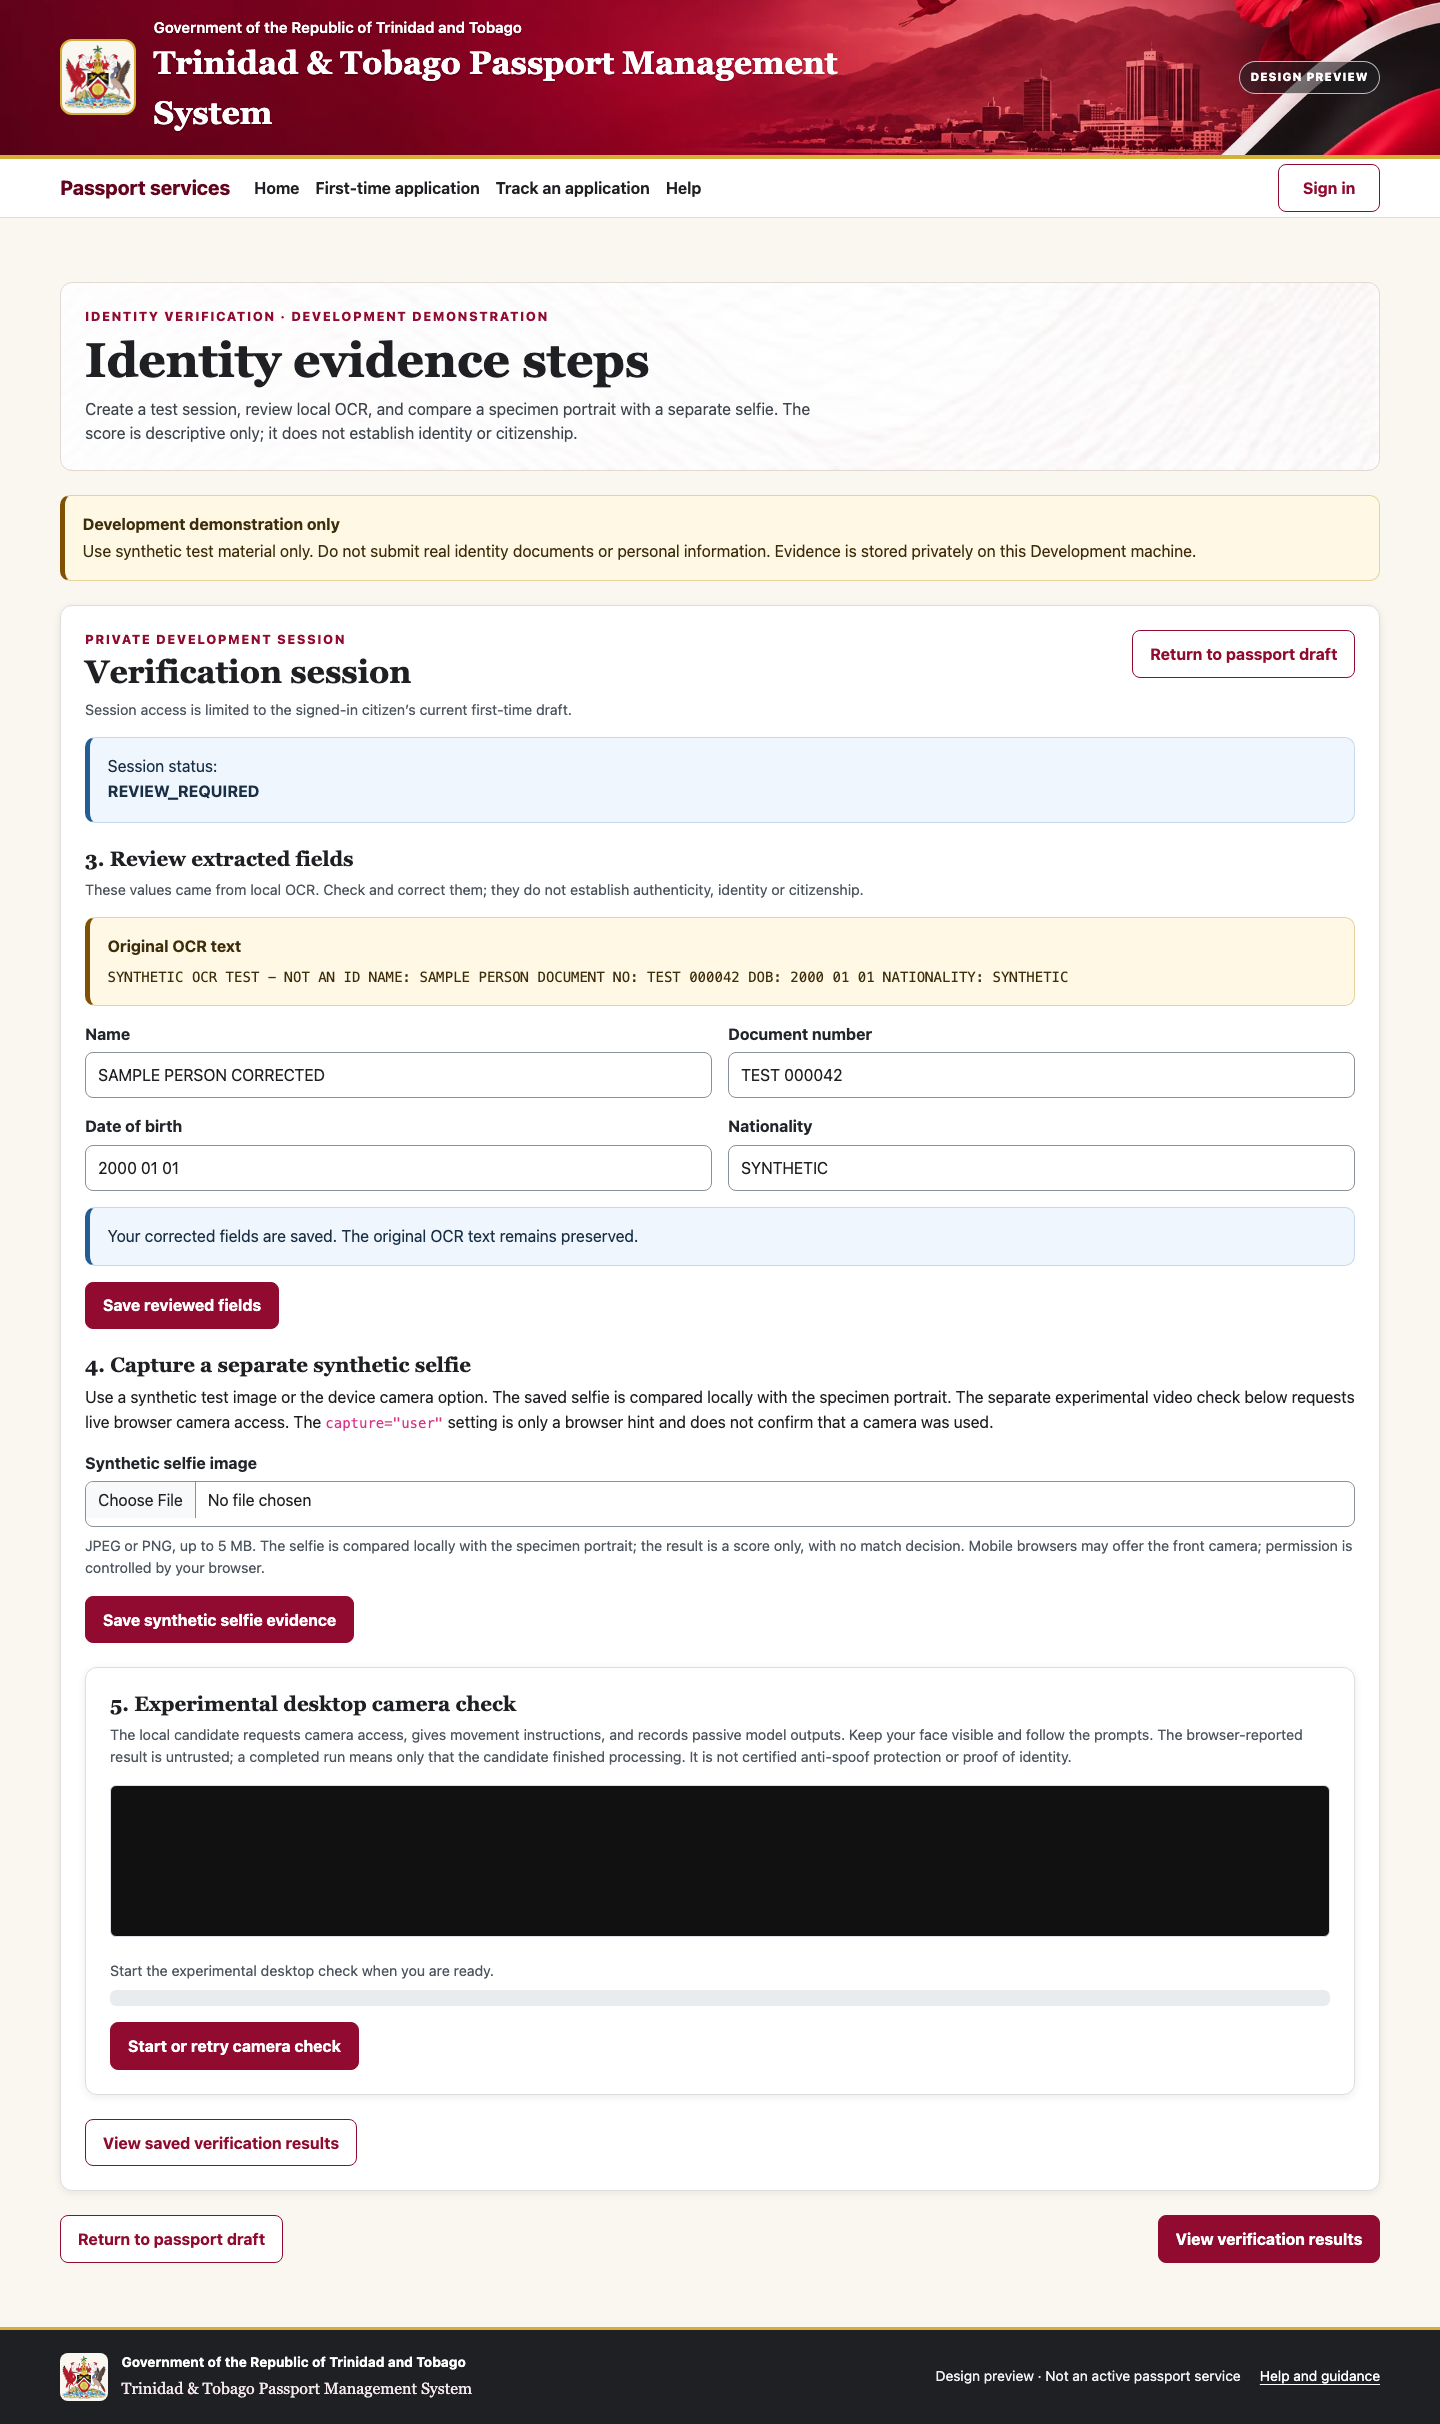 Government of the Republic of Trinidad and Tobago
Trinidad & Tobago Passport Management
System
DESIGN PREVIEW
Passport services
Home
First-time application
Track an application
Help
Sign in
IDENTITY VERIFICATION · DEVELOPMENT DEMONSTRATION
Identity evidence steps
Create a test session, review local OCR, and compare a specimen portrait with a separate selfie. The
score is descriptive only; it does not establish identity or citizenship.
Development demonstration only
Use synthetic test material only. Do not submit real identity documents or personal information. Evidence is stored privately on this Development machine.
PRIVATE DEVELOPMENT SESSION
Verification session
Return to passport draft
Session access is limited to the signed-in citizen’s current first-time draft.
Session status:
REVIEW_REQUIRED
3. Review extracted fields
These values came from local OCR. Check and correct them; they do not establish authenticity, identity or citizenship.
Original OCR text
SYNTHETIC OCR TEST – NOT AN ID NAME: SAMPLE PERSON DOCUMENT NO: TEST 000042 DOB: 2000 01 01 NATIONALITY: SYNTHETIC
Name
Document number
SAMPLE PERSON CORRECTED
TEST 000042
Date of birth
Nationality
2000 01 01
SYNTHETIC
Your corrected fields are saved. The original OCR text remains preserved.
Save reviewed fields
4. Capture a separate synthetic selfie
Use a synthetic test image or the device camera option. The saved selfie is compared locally with the specimen portrait. The separate experimental video check below requests
live browser camera access. The capture="user" setting is only a browser hint and does not confirm that a camera was used.
Synthetic selfie image
Choose File
No file chosen
JPEG or PNG, up to 5 MB. The selfie is compared locally with the specimen portrait; the result is a score only, with no match decision. Mobile browsers may offer the front camera; permission is
controlled by your browser.
Save synthetic selfie evidence
5. Experimental desktop camera check
The local candidate requests camera access, gives movement instructions, and records passive model outputs. Keep your face visible and follow the prompts. The browser-reported
result is untrusted; a completed run means only that the candidate finished processing. It is not certified anti-spoof protection or proof of identity.
Start the experimental desktop check when you are ready.
Start or retry camera check
View saved verification results
Return to passport draft
View verification results
Government of the Republic of Trinidad and Tobago
Trinidad & Tobago Passport Management System
Design preview · Not an active passport service
Help and guidance